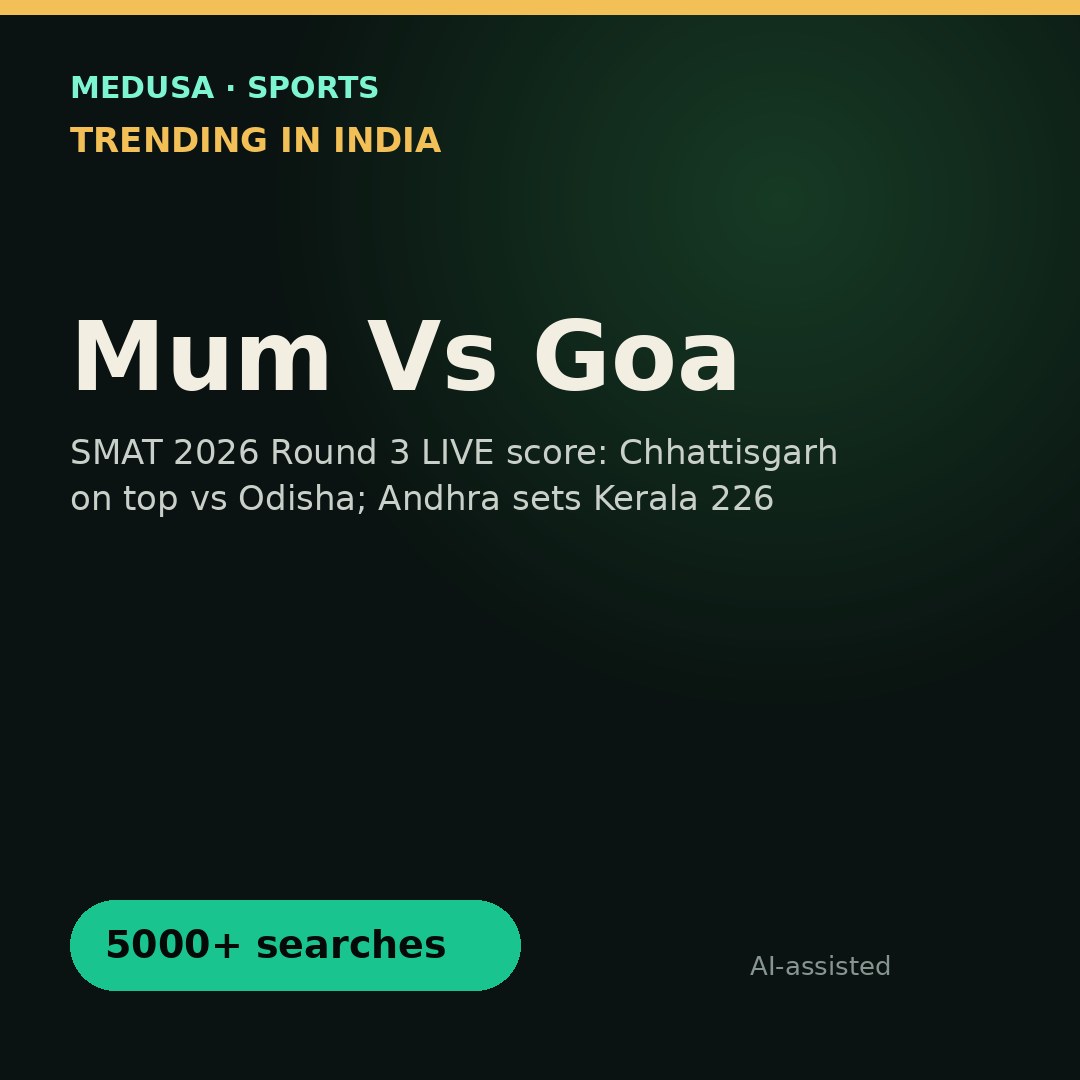 MEDUSA · SPORTS
TRENDING IN INDIA
Mum Vs Goa
SMAT 2026 Round 3 LIVE score: Chhattisgarh
on top vs Odisha; Andhra sets Kerala 226
5000+ searches
AI-assisted